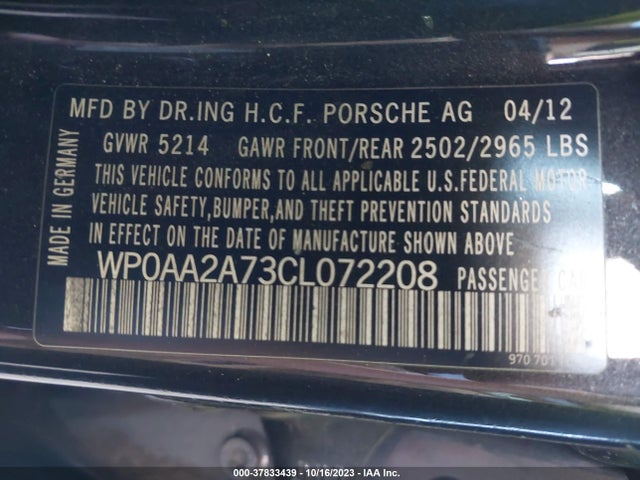 MFD BY DR.ING H.C.F. PORSCHE AG 04/12
GVWR 5214 GAWR FRONT/REAR 2502/2965 LBS
THIS VEHICLE CONFORMS TO ALL APPLICABLE U.S.FEDERAL MOTOR
VEHICLE SAFETY,BUMPER,AND THEFT PREVENTION STANDARDS
IN EFFECT ON THE DATE OF MANUFACTURE SHOWN ABOVE.
WP0AA2A73CL072208 PASSENGER CAR
MADE IN GERMANY
970 701
000-37833439 - 10/16/2023 - IAA Inc.